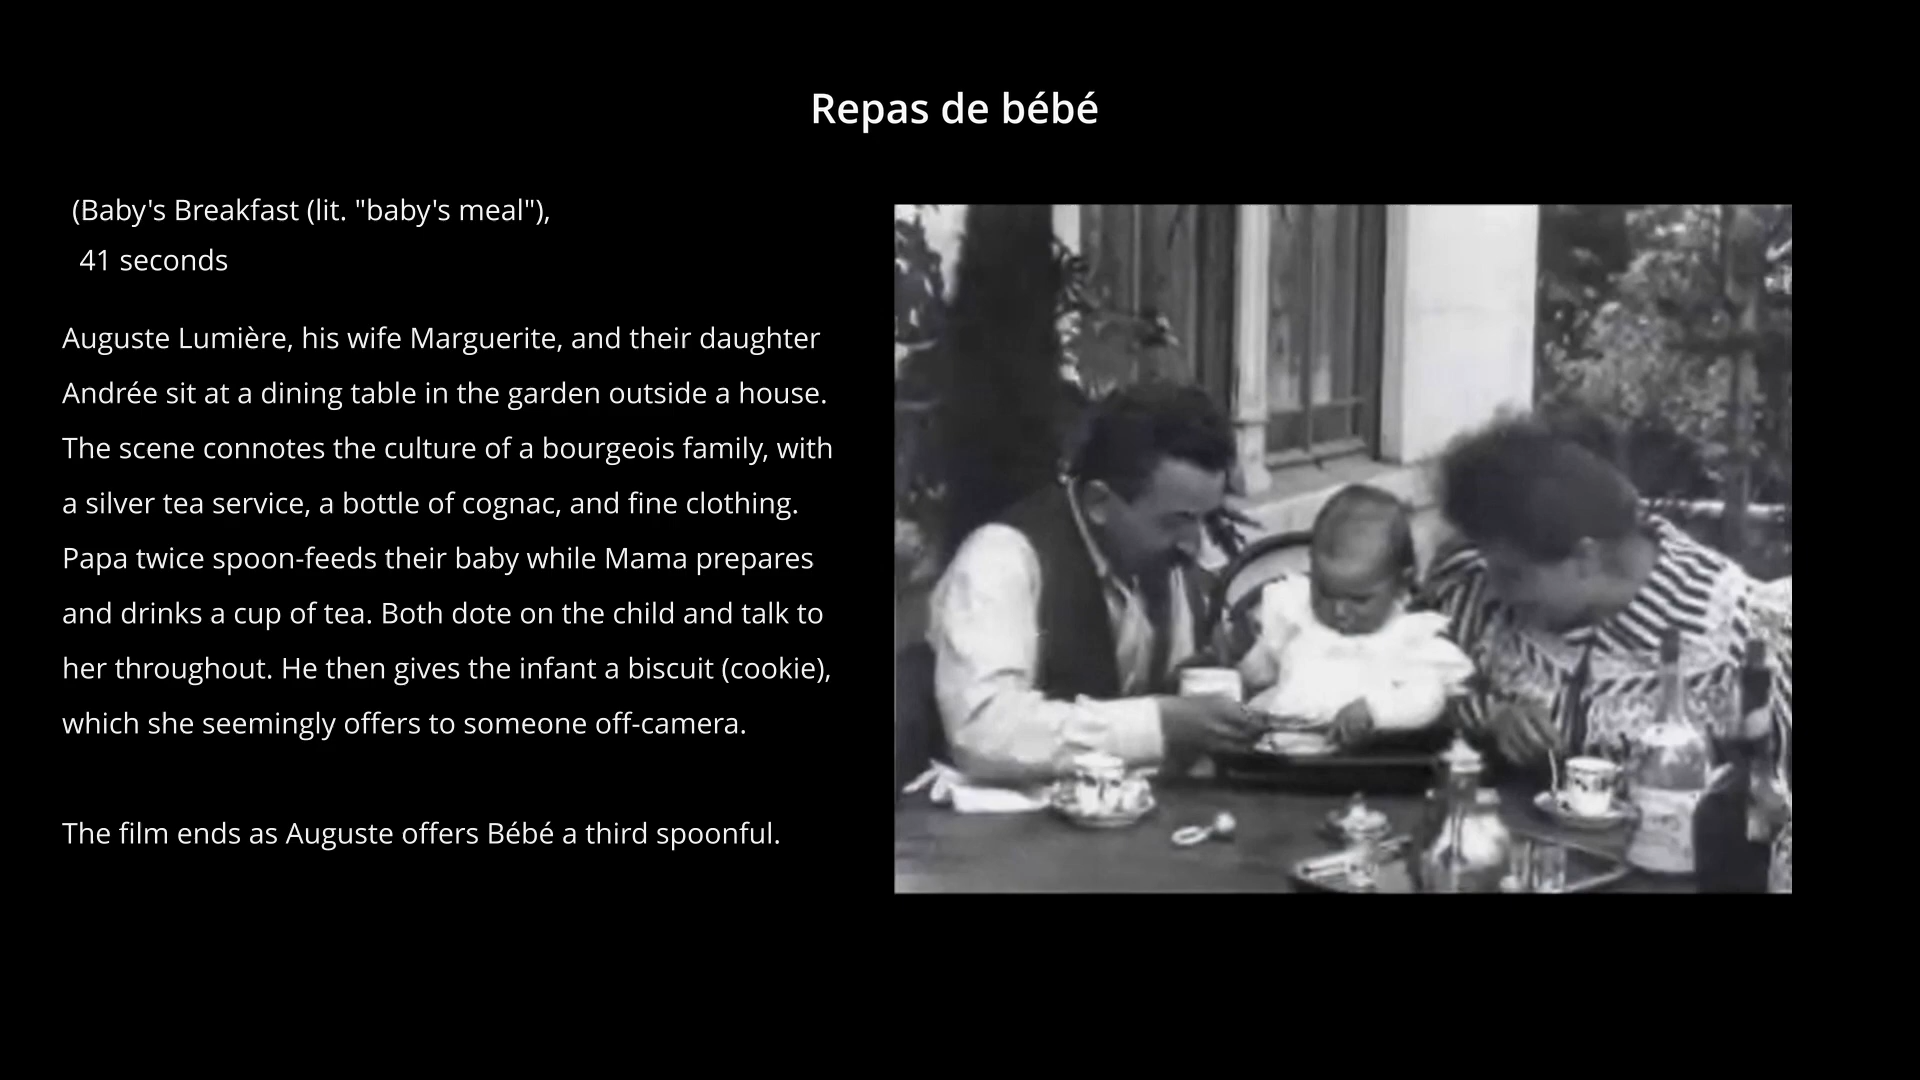 Repas de bébé
(Baby's Breakfast (lit. "baby's meal"),
41 seconds
Auguste Lumière, his wife Marguerite, and their daughter
Andrée sit at a dining table in the garden outside a house.
The scene connotes the culture of a bourgeois family, with
a silver tea service, a bottle of cognac, and fine clothing.
Papa twice spoon-feeds their baby while Mama prepares
and drinks a cup of tea. Both dote on the child and talk to
her throughout. He then gives the infant a biscuit (cookie),
which she seemingly offers to someone off-camera.
The film ends as Auguste offers Bébé a third spoonful.